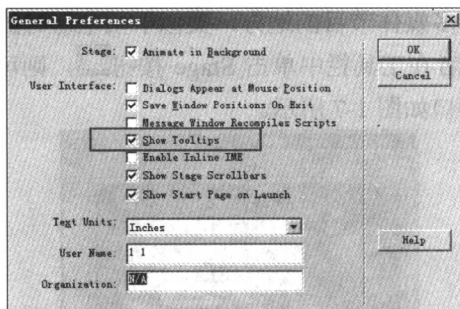 General Preferences
Stage: Animate in Background
OK
Cancel
User Interface: Dialogs Appear at Mouse Position
Save Window Positions On Exit
Message Window Recompiles Scripts
Show Tooltips
Enable Inline IME
Show Stage Scrollbars
Show Start Page on Launch
Text Units: Inches
User Name: 1 1
Help
Organization: N/A